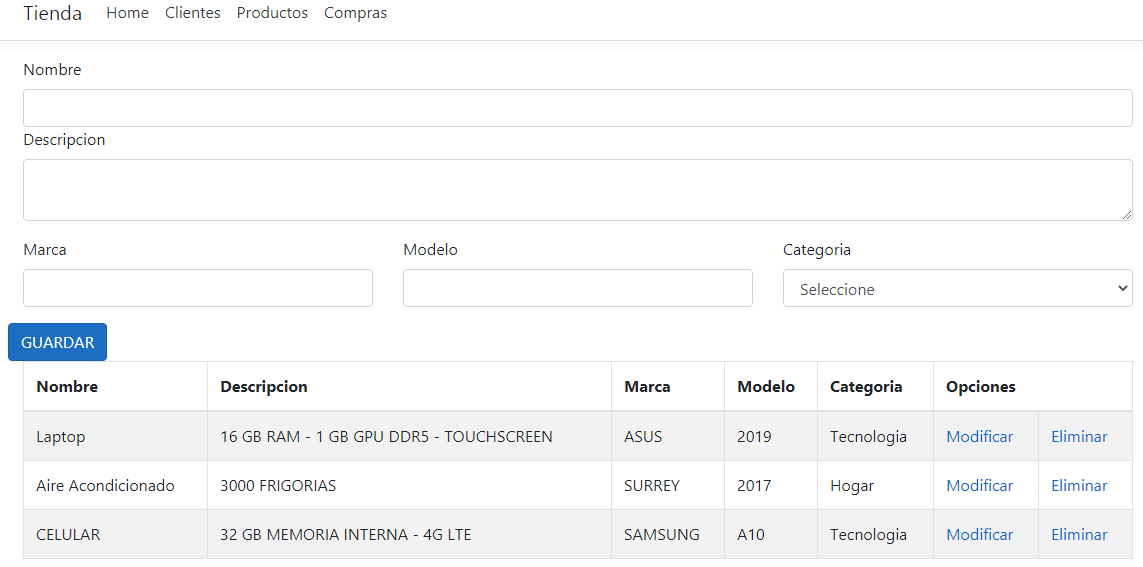 Tienda Home Clientes Productos Compras
Nombre
Descripcion
Marca Modelo Categoria
Seleccione
GUARDAR
Nombre Descripcion Marca Modelo Categoria Opciones
Laptop 16 GB RAM - 1 GB GPU DDR5 - TOUCHSCREEN ASUS 2019 Tecnologia Modificar Eliminar
Aire Acondicionado 3000 FRIGORIAS SURREY 2017 Hogar Modificar Eliminar
CELULAR 32 GB MEMORIA INTERNA - 4G LTE SAMSUNG A10 Tecnologia Modificar Eliminar